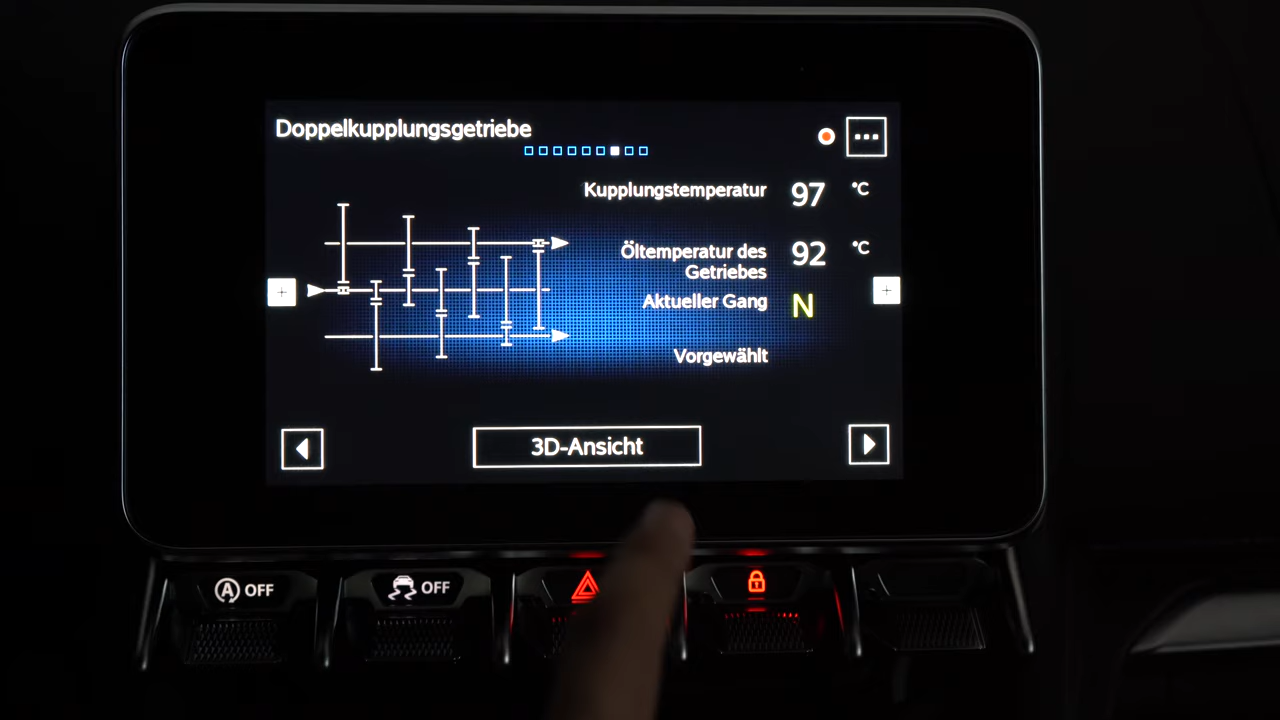 Doppelkupplungsgetriebe
Kupplungstemperatur 97 °C
Öltemperatur des 92 °C
Getriebes
Aktueller Gang N
Vorgewählt
3D-Ansicht
A OFF
OFF